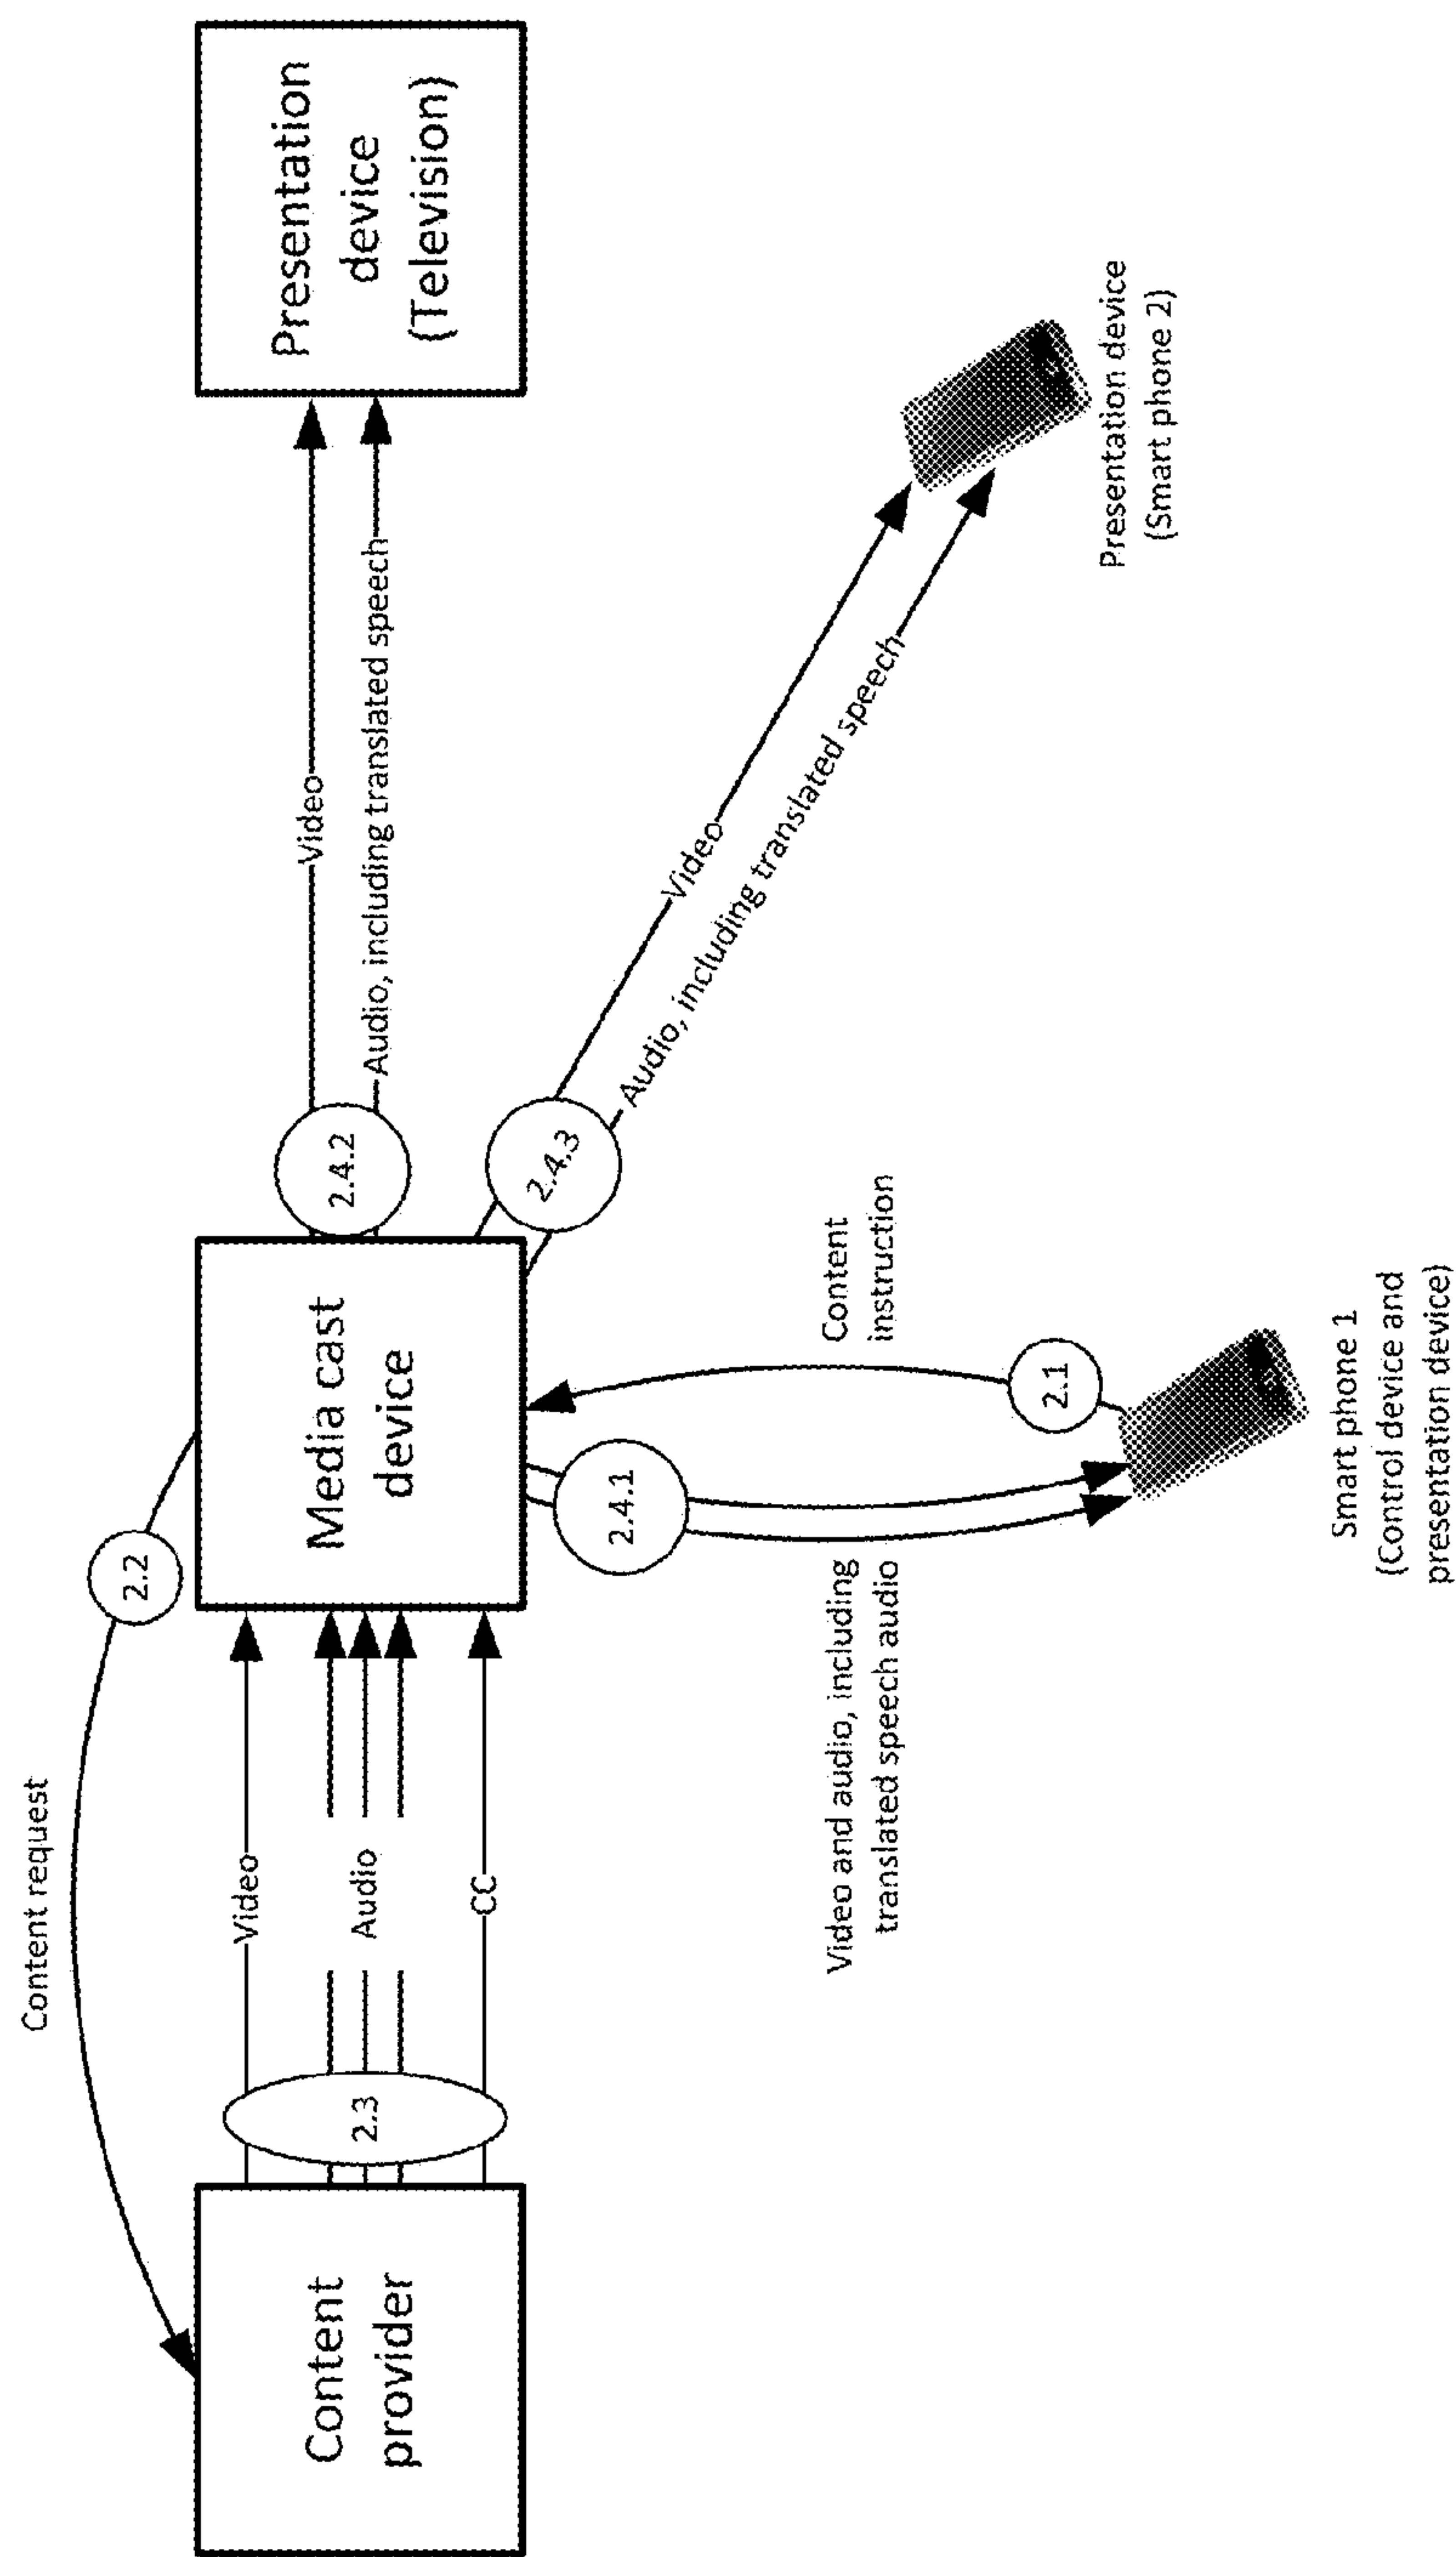 Content request
2.2
Content
provider
2.3
Video
Audio
CC
Media cast
device
2.4.2
Video
Audio, including translated speech
Presentation
device
(Television)
2.4.3
Video
Audio, including translated speech
Presentation device
(Smart phone 2)
2.4.1
Video and audio, including
translated speech audio
Content
instruction
2.1
Smart phone 1
(Control device and
presentation device)